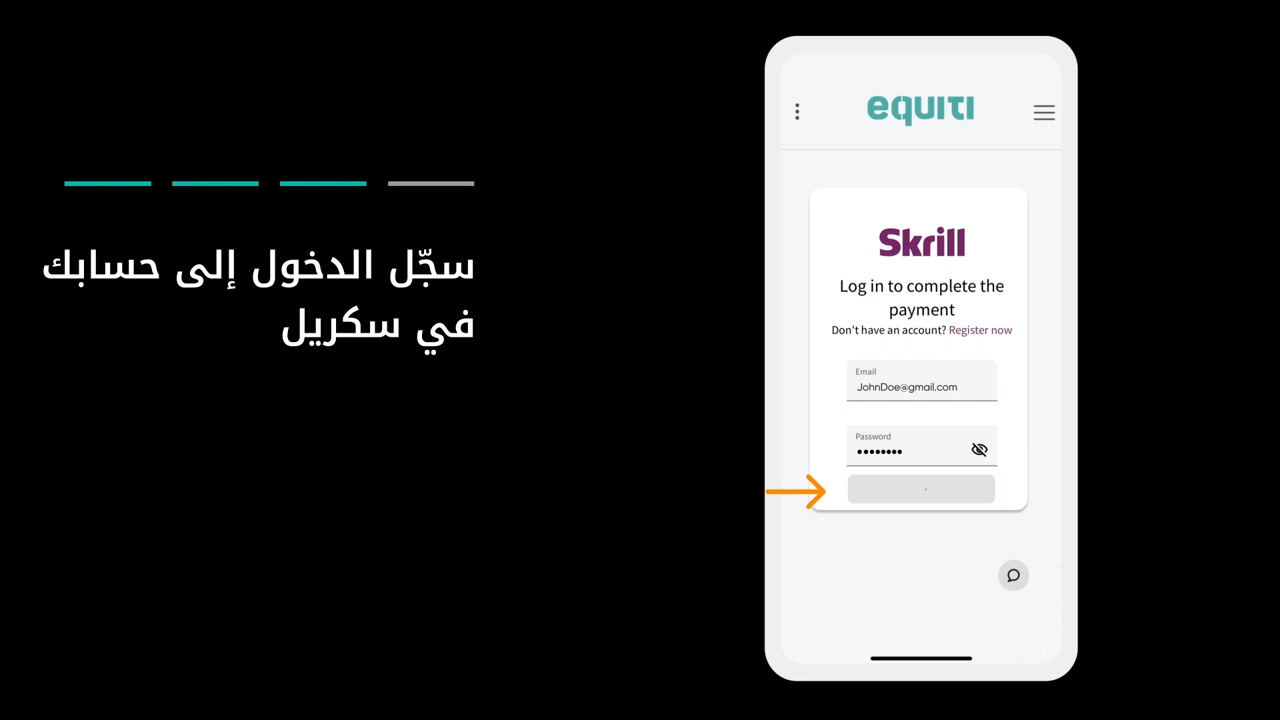 سجّل الدخول إلى حسابك
في سكريل
equiti
Skrill
Log in to complete the
payment
Don't have an account? Register now
Email
JohnDoe@gmail.com
Password